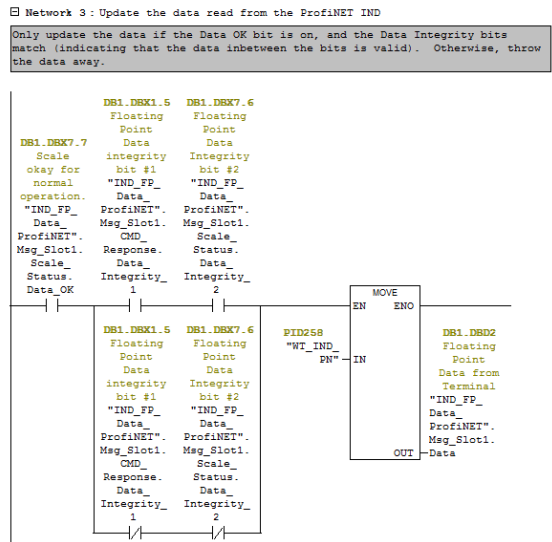 Network 3 : Update the data read from the ProfiNET IND
Only update the data if the Data OK bit is on, and the Data Integrity bits
match (indicating that the data inbetween the bits is valid). Otherwise, throw
the data away.
DB1.DBX7.7
Scale
okay for
normal
operation.
"IND_FP_
Data_
ProfiNET".
Msg_Slot1.
Scale_
Status.
Data_OK
DB1.DBX1.5
Floating
Point
Data
integrity
bit #1
"IND_FP_
Data_
ProfiNET".
Msg_Slot1.
CMD_
Response.
Data_
Integrity_
1
DB1.DBX7.6
Floating
Point
Data
Integrity
bit #2
"IND_FP_
Data_
ProfiNET".
Msg_Slot1.
Scale_
Status.
Data_
Integrity_
2
MOVE
EN ENO
PID258
"WT_IND_
PN"
IN
DB1.DBD2
Floating
Point
Data from
Terminal
"IND_FP_
Data_
ProfiNET".
Msg_Slot1.
Data
OUT
DB1.DBX1.5
Floating
Point
Data
integrity
bit #1
"IND_FP_
Data_
ProfiNET".
Msg_Slot1.
CMD_
Response.
Data_
Integrity_
1
DB1.DBX7.6
Floating
Point
Data
Integrity
bit #2
"IND_FP_
Data_
ProfiNET".
Msg_Slot1.
Scale_
Status.
Data_
Integrity_
2